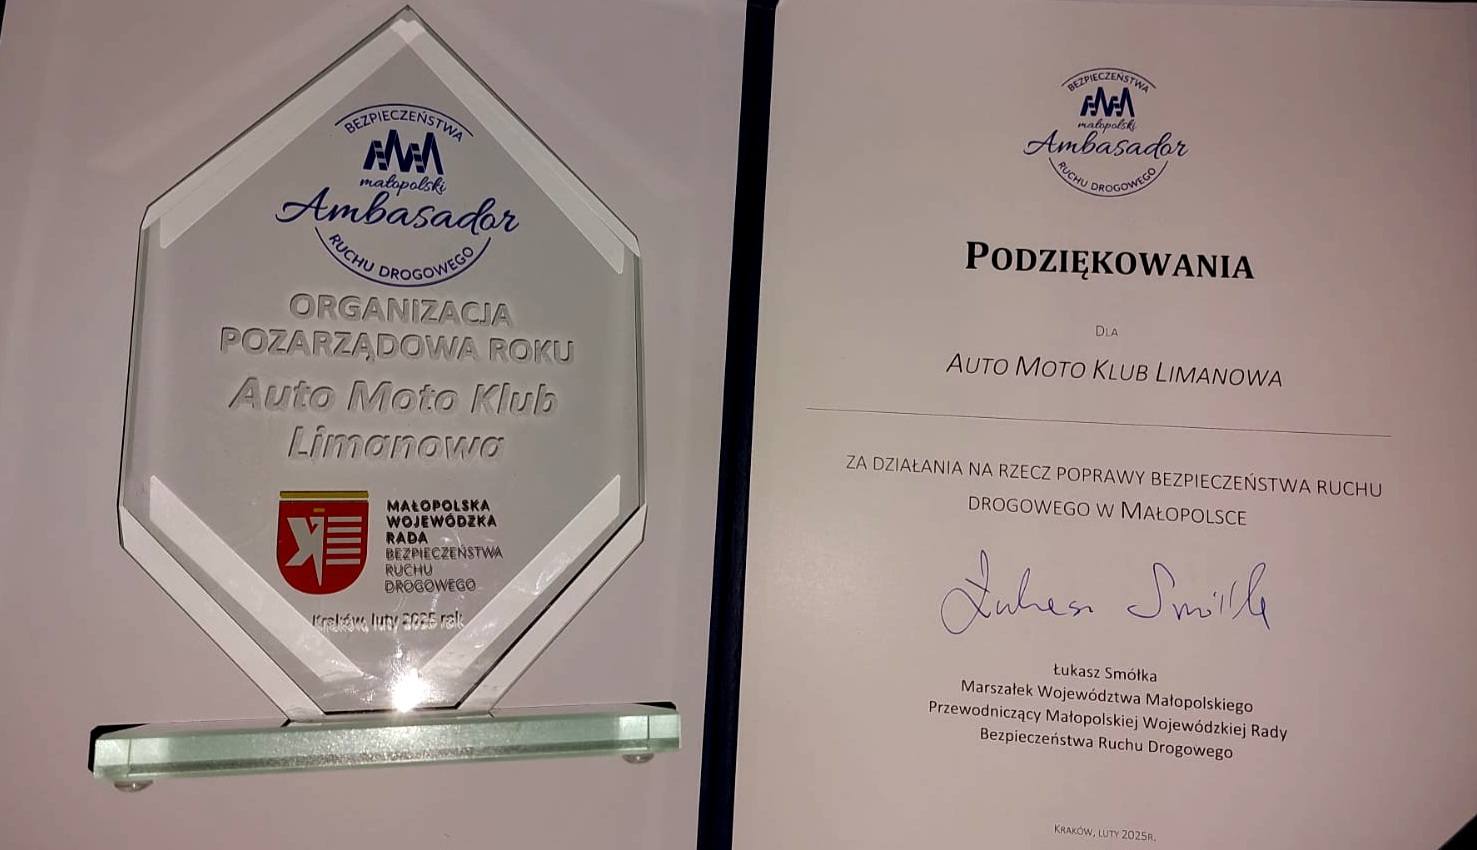 BEZPIECZEŃSTWA
małopolski
Ambasador
RUCHU DROGOWEGO
ORGANIZACJA
POZARZĄDOWA ROKU
Auto Moto Klub
Limanowa
MAŁOPOLSKA
WOJEWÓDZKA
RADA
BEZPIECZEŃSTWA
RUCHU
DROGOWEGO
Kraków, luty 2025 rok
BEZPIECZEŃSTWA
małopolski
Ambasador
RUCHU DROGOWEGO
PODZIĘKOWANIA
DLA
AUTO MOTO KLUB LIMANOWA
ZA DZIAŁANIA NA RZECZ POPRAWY BEZPIECZEŃSTWA RUCHU
DROGOWEGO W MAŁOPOLSCE
Łukasz Smółka
Łukasz Smółka
Marszałek Województwa Małopolskiego
Przewodniczący Małopolskiej Wojewódzkiej Rady
Bezpieczeństwa Ruchu Drogowego
KRAKÓW, LUTY 2025R.